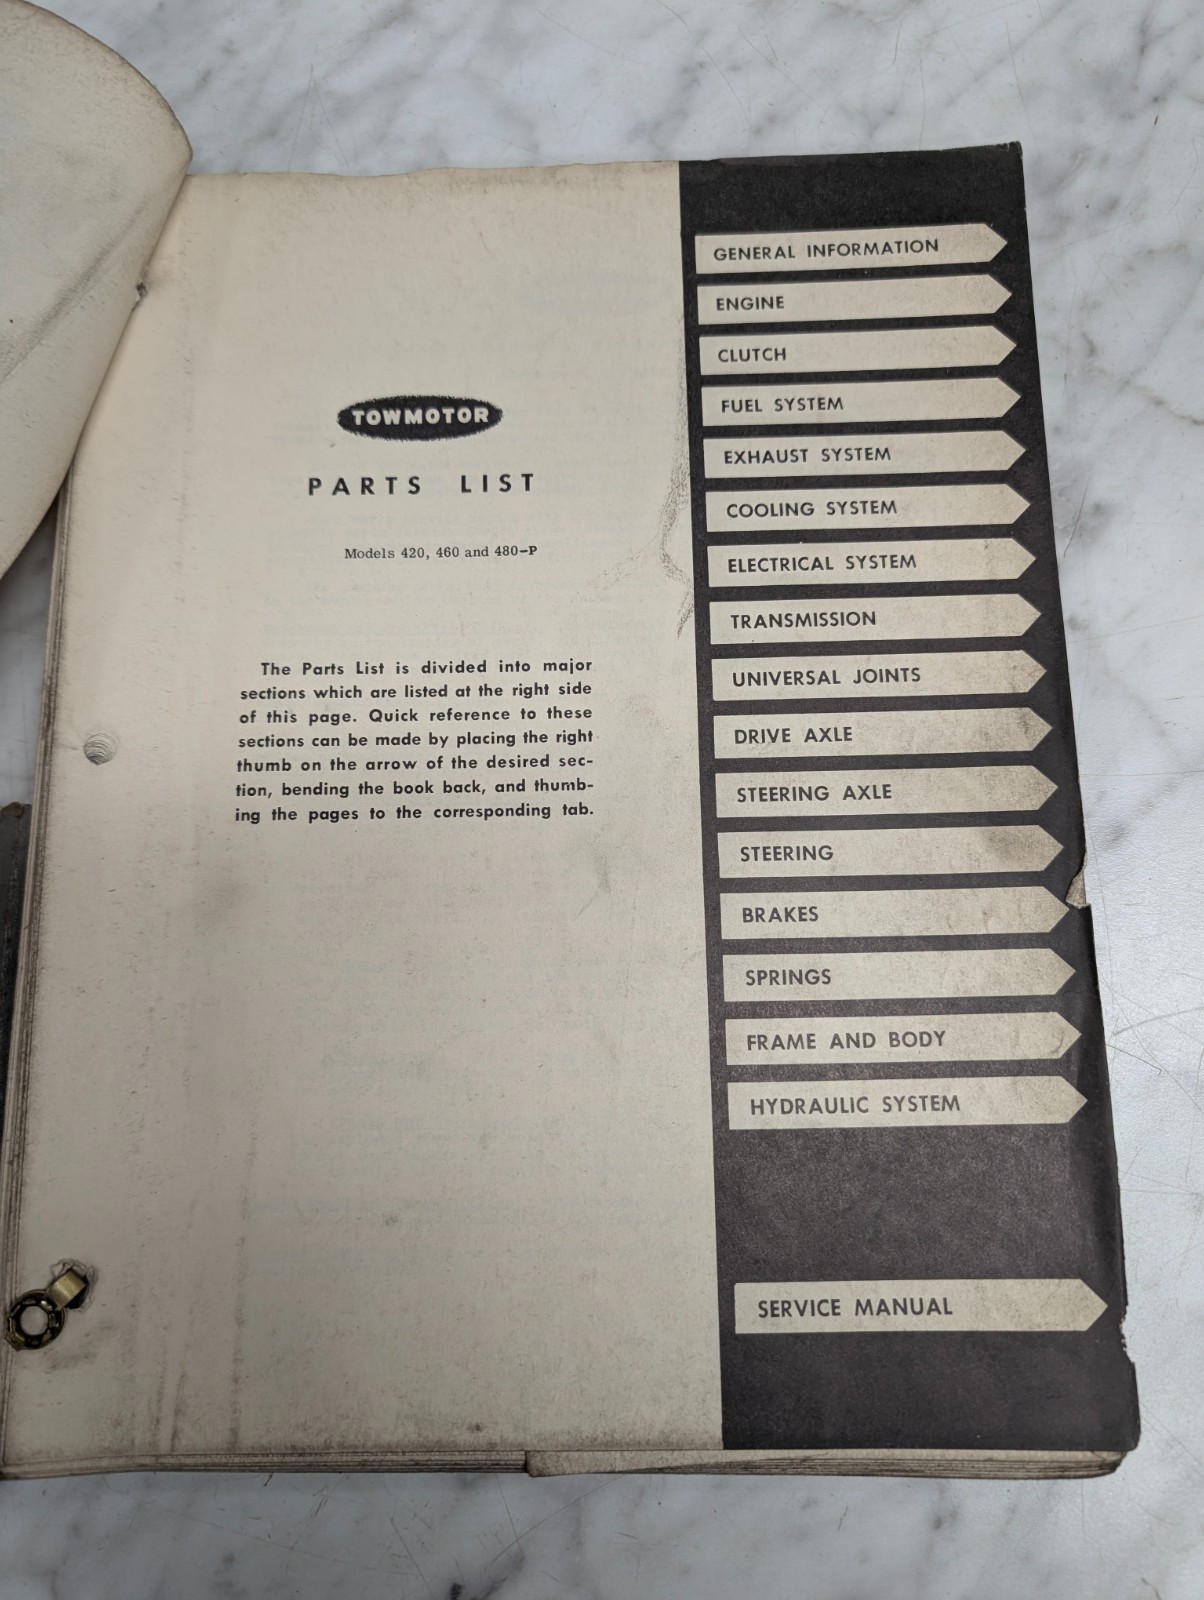 TOWMOTOR
PARTS LIST
Models 420, 460 and 480-P
The Parts List is divided into major
sections which are listed at the right side
of this page. Quick reference to these
sections can be made by placing the right
thumb on the arrow of the desired sec-
tion, bending the book back, and thumb-
ing the pages to the corresponding tab.
GENERAL INFORMATION
ENGINE
CLUTCH
FUEL SYSTEM
EXHAUST SYSTEM
COOLING SYSTEM
ELECTRICAL SYSTEM
TRANSMISSION
UNIVERSAL JOINTS
DRIVE AXLE
STEERING AXLE
STEERING
BRAKES
SPRINGS
FRAME AND BODY
HYDRAULIC SYSTEM
SERVICE MANUAL